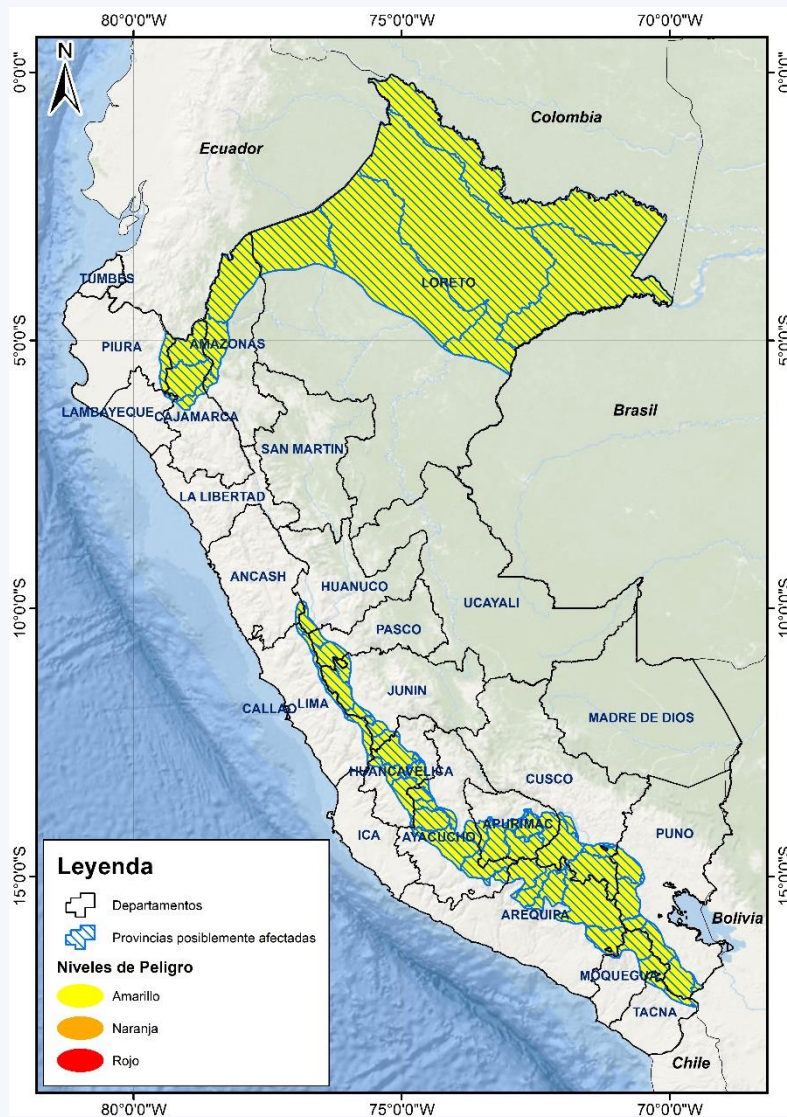 80°0'0"W 75°0'0"W 70°0'0"W
N
0°0'0" 0°0'0"
Colombia
Ecuador
TUMBES
LORETO
PIURA
AMAZONAS
5°0'0"S 5°0'0"S
LAMBAYEQUE
CAJAMARCA
Brasil
SAN MARTIN
LA LIBERTAD
ANCASH
HUANUCO
UCAYALI
10°0'0"S 10°0'0"S
PASCO
JUNIN
CALLAO
LIMA
MADRE DE DIOS
HUANCAVELICA
CUSCO
ICA
AYACUCHO
APURIMAC
PUNO
15°0'0"S 15°0'0"S
AREQUIPA
Bolivia
MOQUEGUA
TACNA
Chile
Leyenda
Departamentos
Provincias posiblemente afectadas
Niveles de Peligro
Amarillo
Naranja
Rojo
80°0'0"W 75°0'0"W 70°0'0"W